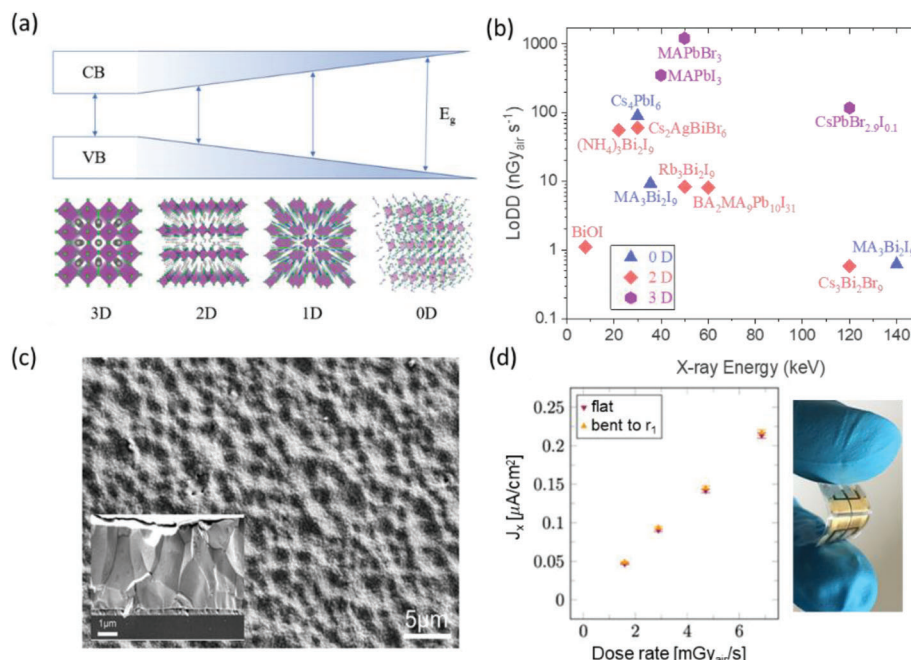 (a)
CB
VB
E₉
3D
2D
1D
0D
(b)
LoDD (nGyₐᵢᵣ s⁻¹)
1000
100
10
1
0.1
MAPbBr₃
MAPbI₃
Cs₄PbI₆
Cs₂AgBiBr₆
(NH₄)₃Bi₂I₉
CsPbBr₂.₉I₀.₁
Rb₃Bi₂I₉
MA₃Bi₂I₉
BA₂MA₉Pb₁₀I₃₁
BiOI
MA₃Bi₂I
Cs₃Bi₂Br₉
0 D
2 D
3 D
0 20 40 60 80 100 120 140
X-ray Energy (keV)
(c)
1µm
5µm
(d)
flat
bent to r₁
Jₓ [µA/cm²]
0.25
0.2
0.15
0.1
0.05
0
0 2 4 6
Dose rate [mGyₐᵢᵣ/s]